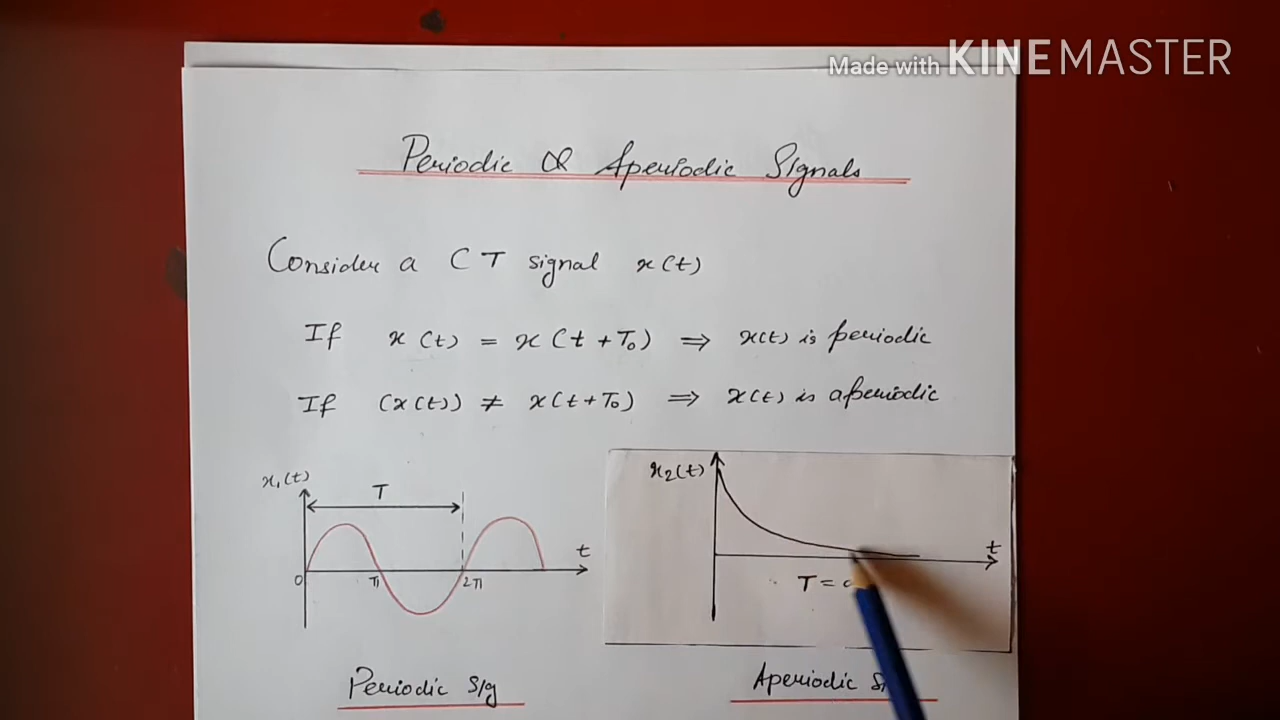 Made with KINEMASTER
Periodic & Aperiodic Signals
Consider a CT signal x(t)
If x(t) = x(t+T₀) ⇒ x(t) is periodic
If (x(t)) ≠ x(t+T₀) ⇒ x(t) is aperiodic
x₁(t)
T
t
0
π
2π
x₂(t)
t
T =
Periodic S/g
Aperiodic